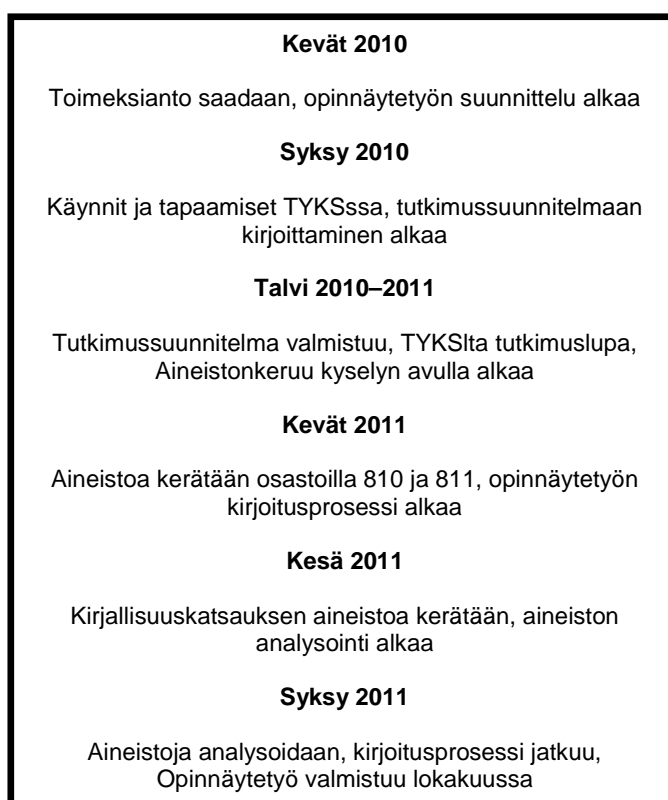 Kevät 2010
Toimeksianto saadaan, opinnäytetyön suunnittelu alkaa
Syksy 2010
Käynnit ja tapaamiset TYKSssa, tutkimussuunnitelmaan
kirjoittaminen alkaa
Talvi 2010–2011
Tutkimussuunnitelma valmistuu, TYKSlta tutkimuslupa,
Aineistonkeruu kyselyn avulla alkaa
Kevät 2011
Aineistoa kerätään osastoilla 810 ja 811, opinnäytetyön
kirjoitusprosessi alkaa
Kesä 2011
Kirjallisuuskatsauksen aineistoa kerätään, aineiston
analysointi alkaa
Syksy 2011
Aineistoja analysoidaan, kirjoitusprosessi jatkuu,
Opinnäytetyö valmistuu lokakuussa